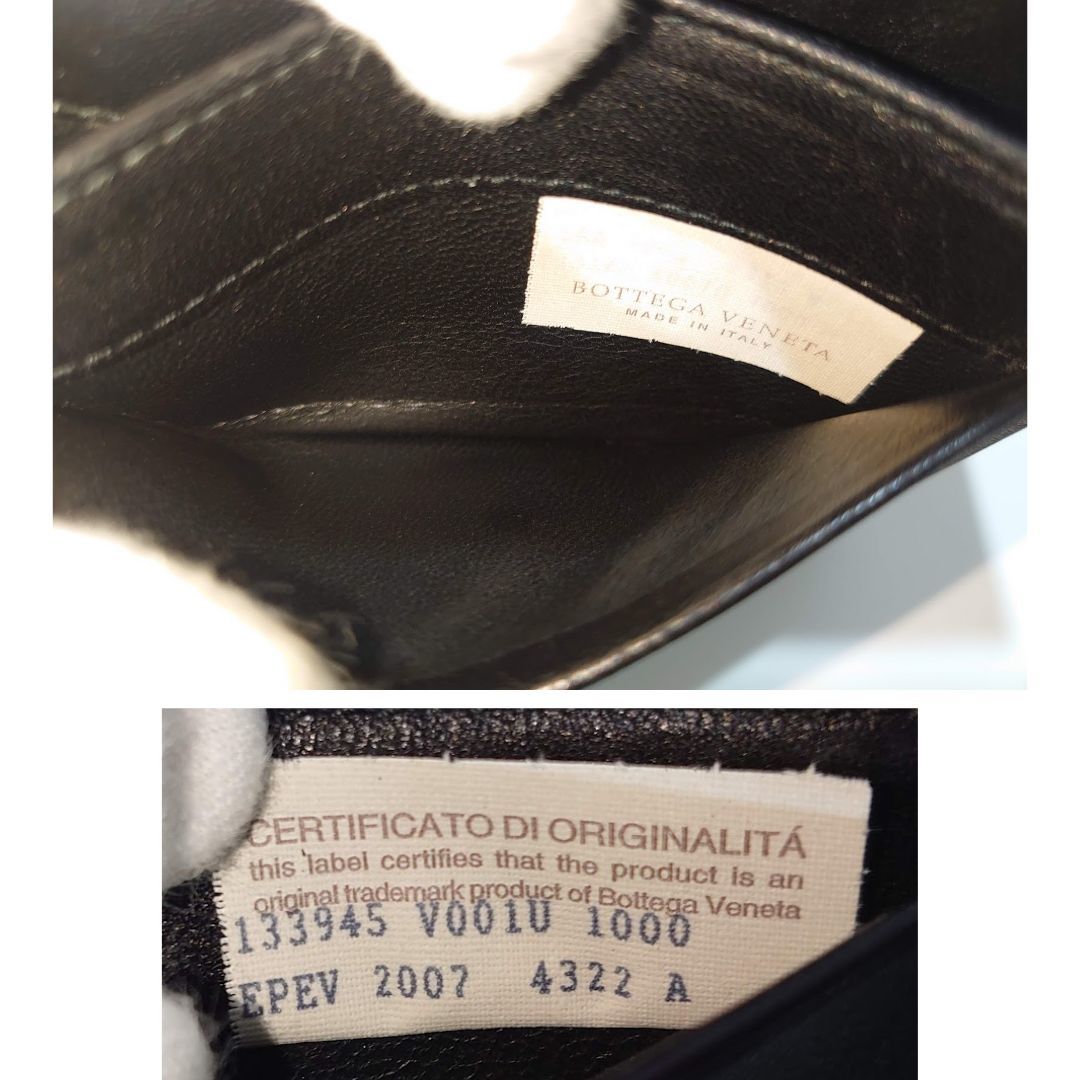 BOTTEGA VENETA
MADE IN ITALY
CERTIFICATO DI ORIGINALITÁ
this label certifies that the product is an
original trademark product of Bottega Veneta
133945 V001U 1000
EPEV 2007 4322 A